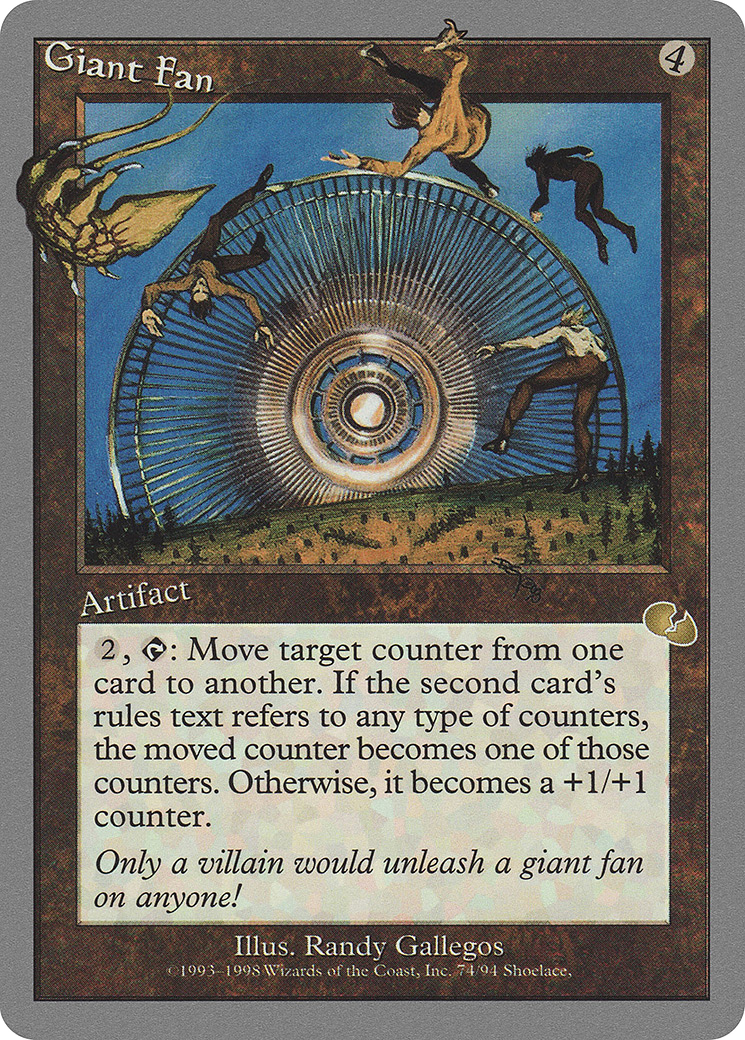 Giant Fan
4
Artifact
2, : Move target counter from one
card to another. If the second card's
rules text refers to any type of counters,
the moved counter becomes one of those
counters. Otherwise, it becomes a +1/+1
counter.
Only a villain would unleash a giant fan
on anyone!
Illus. Randy Gallegos
©1993–1998 Wizards of the Coast, Inc. 74/94 Shoelace,